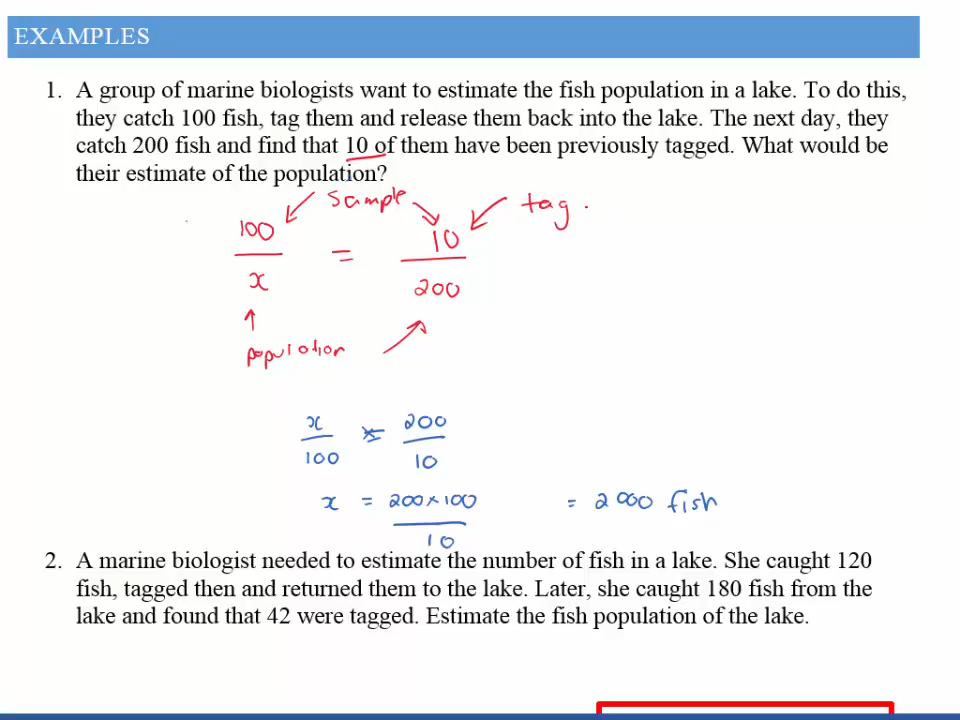 EXAMPLES
1. A group of marine biologists want to estimate the fish population in a lake. To do this,
they catch 100 fish, tag them and release them back into the lake. The next day, they
catch 200 fish and find that 10 of them have been previously tagged. What would be
their estimate of the population?
sample
tag.
100 = 10
x 200
population
x = 200
100 10
x = 200 × 100 = 2000 fish
10
2. A marine biologist needed to estimate the number of fish in a lake. She caught 120
fish, tagged then and returned them to the lake. Later, she caught 180 fish from the
lake and found that 42 were tagged. Estimate the fish population of the lake.